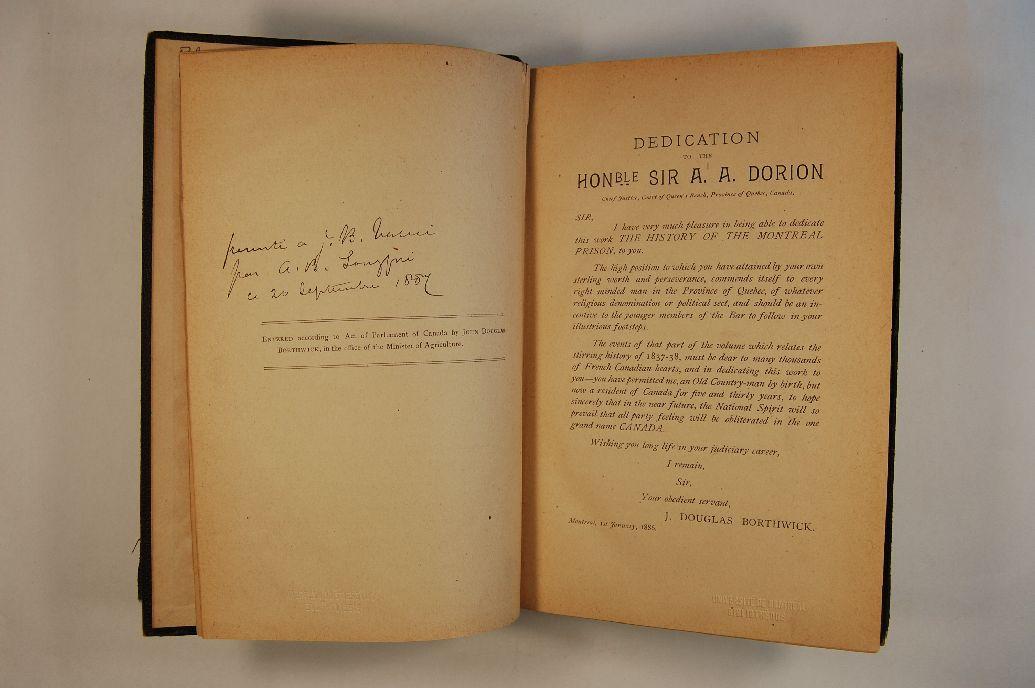 A. B.
20 Septembre 1887
ENTERED according to Act of Parliament of Canada by JOHN DOUGLAS
BORTHWICK, in the office of the Minister of Agriculture.
DEDICATION
TO THE
HONBLE SIR A. A. DORION
Chief Justice, Court of Queen's Bench, Province of Quebec, Canada.
SIR,
I have very much pleasure in being able to dedicate
this work THE HISTORY OF THE MONTREAL
PRISON, to you.
The high position to which you have attained by your own
sterling worth and perseverance, commends itself to every
right minded man in the Province of Quebec, of whatever
religious denomination or political sect, and should be an in-
centive to the younger members of the Bar to follow in your
illustrious footsteps.
The events of that part of the volume which relates the
stirring history of 1837-38, must be dear to many thousands
of French Canadian hearts, and in dedicating this work to
you—you have permitted me, an Old Country-man by birth, but
now a resident of Canada for five and thirty years, to hope
sincerely that in the near future, the National Spirit will so
prevail that all party feeling will be obliterated in the one
grand name CANADA.
Wishing you long life in your judiciary career,
I remain,
Sir,
Your obedient servant,
J. DOUGLAS BORTHWICK.
Montreal, 1st January, 1886.
UNIVERSITÉ DE MONTRÉAL
BIBLIOTHÈQUE